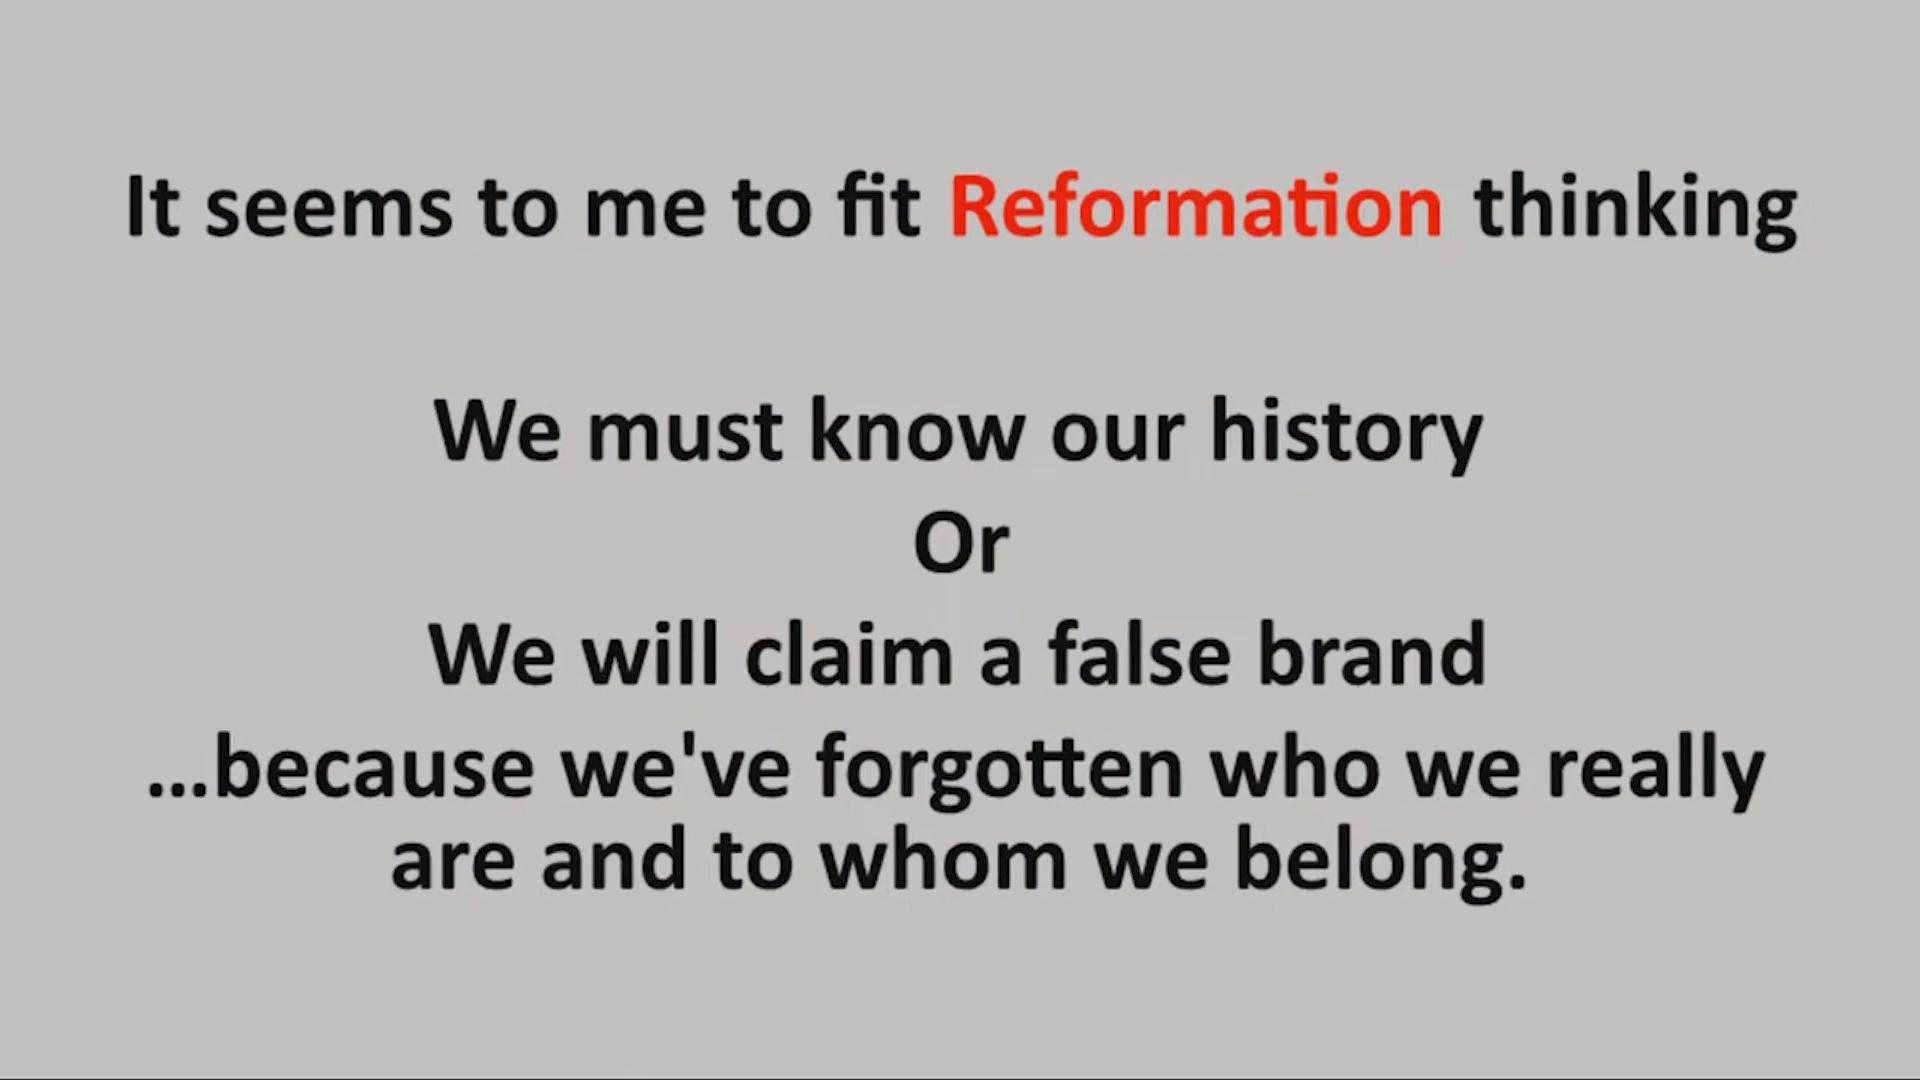 It seems to me to fit Reformation thinking
We must know our history
Or
We will claim a false brand
...because we've forgotten who we really
are and to whom we belong.